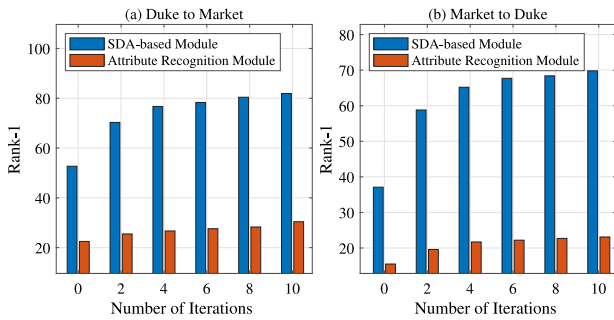 (a) Duke to Market
100
80
60
40
20
Rank-1
SDA-based Module
Attribute Recognition Module
0 2 4 6 8 10
Number of Iterations
(b) Market to Duke
80
70
60
50
40
30
20
Rank-1
SDA-based Module
Attribute Recognition Module
0 2 4 6 8 10
Number of Iterations